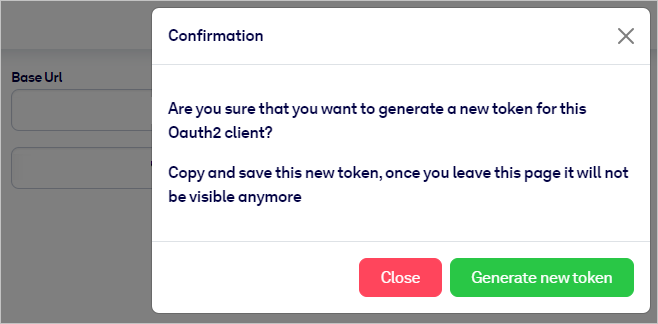 Confirmation
Base Url
Are you sure that you want to generate a new token for this
Oauth2 client?
Copy and save this new token, once you leave this page it will not
be visible anymore
Close
Generate new token